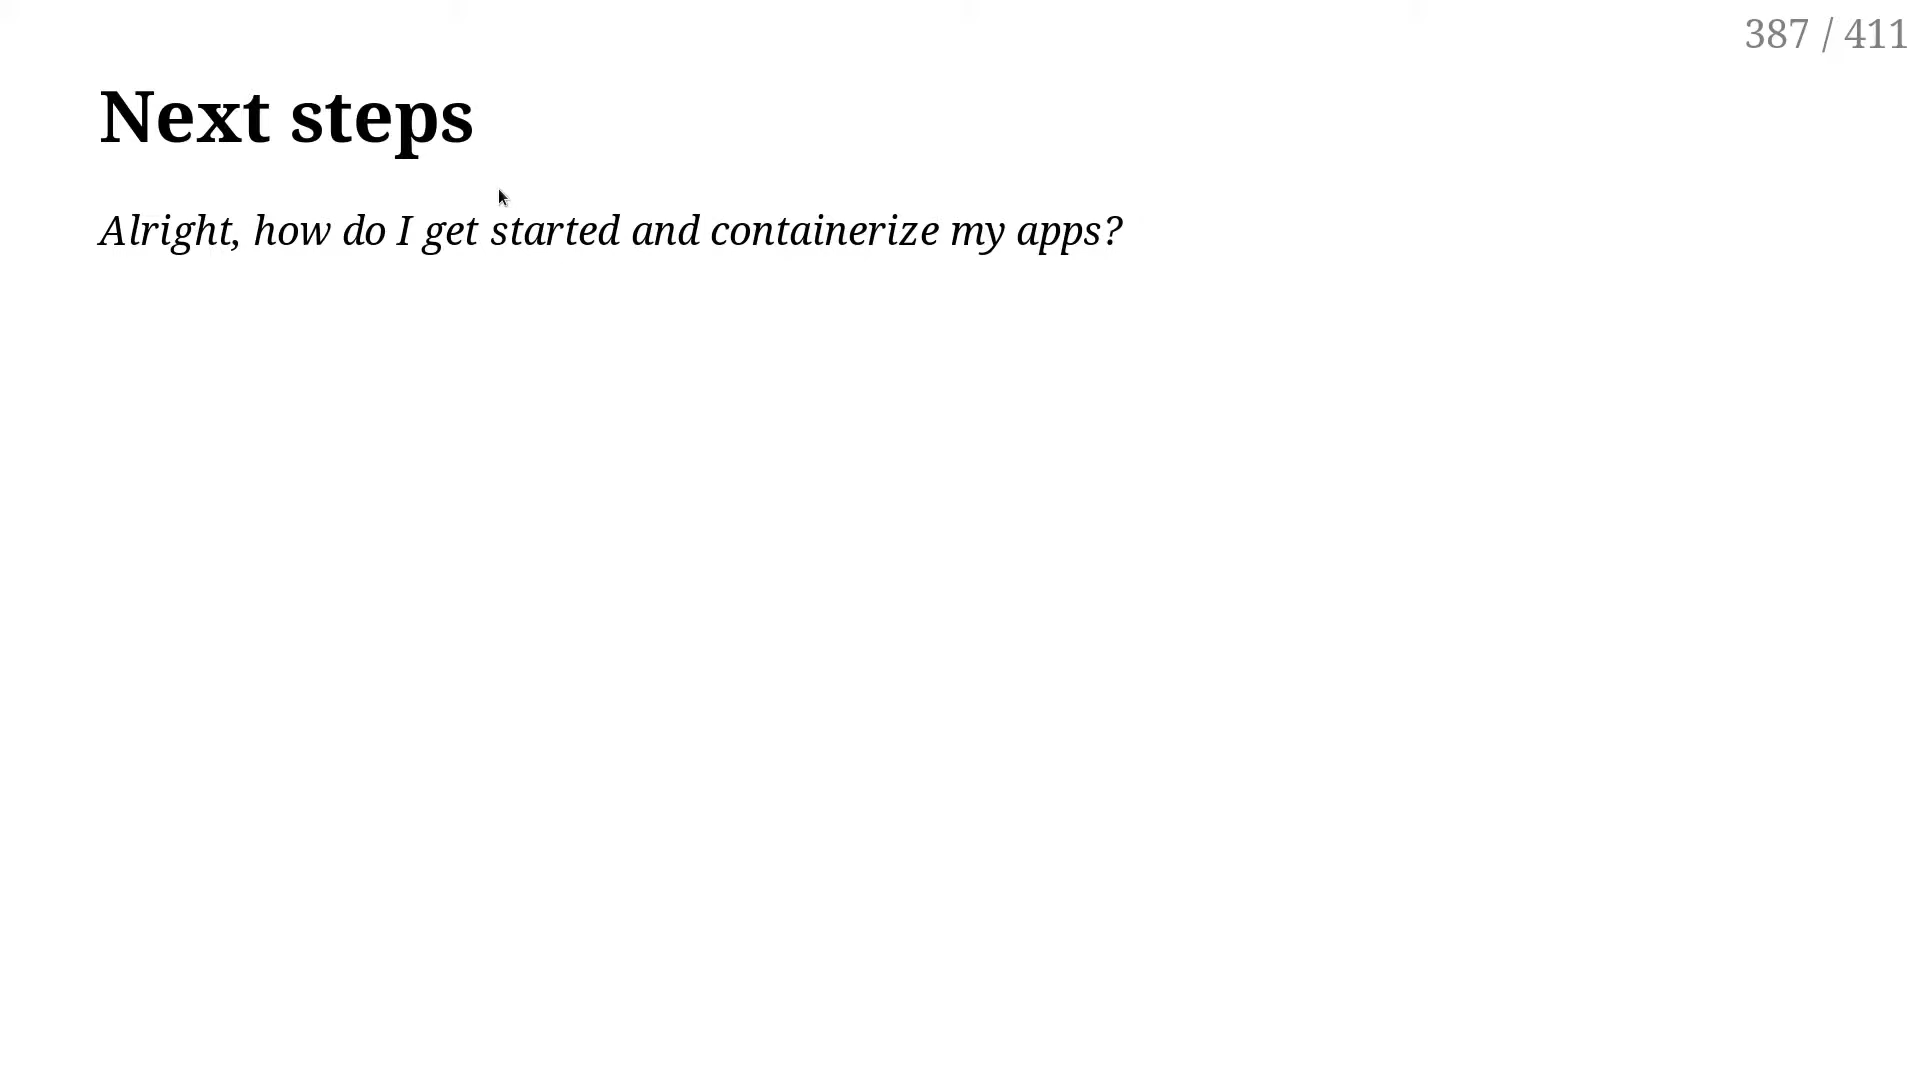 387 / 411
Next steps
Alright, how do I get started and containerize my apps?